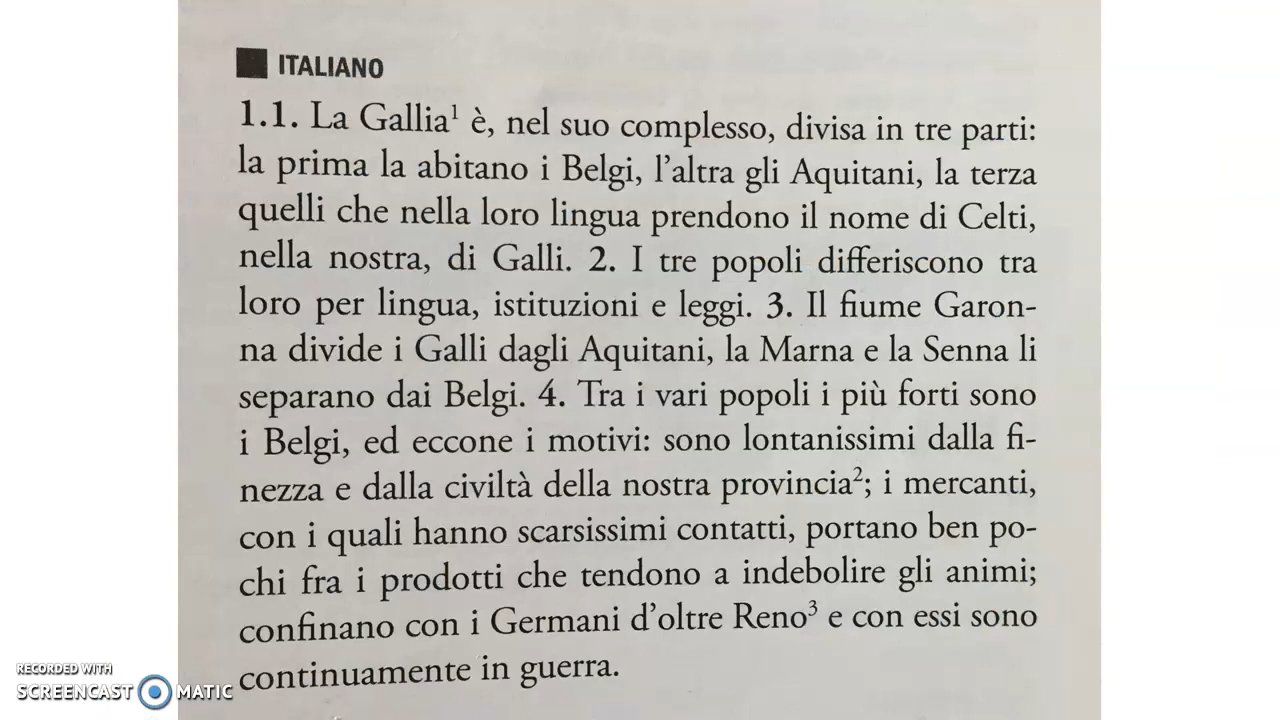 ITALIANO
1.1. La Gallia¹ è, nel suo complesso, divisa in tre parti:
la prima la abitano i Belgi, l'altra gli Aquitani, la terza
quelli che nella loro lingua prendono il nome di Celti,
nella nostra, di Galli. 2. I tre popoli differiscono tra
loro per lingua, istituzioni e leggi. 3. Il fiume Garon-
na divide i Galli dagli Aquitani, la Marna e la Senna li
separano dai Belgi. 4. Tra i vari popoli i più forti sono
i Belgi, ed eccone i motivi: sono lontanissimi dalla fi-
nezza e dalla civiltà della nostra provincia²; i mercanti,
con i quali hanno scarsissimi contatti, portano ben po-
chi fra i prodotti che tendono a indebolire gli animi;
confinano con i Germani d'oltre Reno³ e con essi sono
continuamente in guerra.
RECORDED WITH
SCREENCAST MATIC